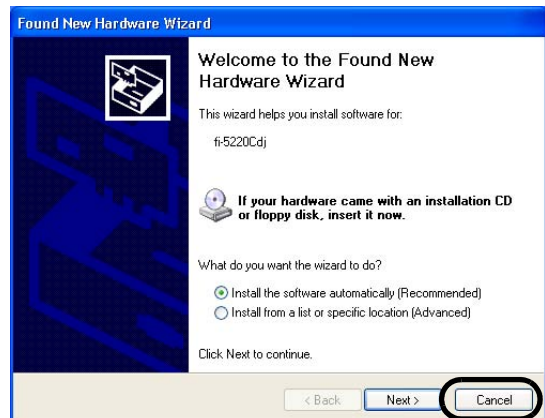 Found New Hardware Wizard
Welcome to the Found New
Hardware Wizard
This wizard helps you install software for:
fi-5220Cdj
If your hardware came with an installation CD
or floppy disk, insert it now.
What do you want the wizard to do?
Install the software automatically (Recommended)
Install from a list or specific location (Advanced)
Click Next to continue.
< Back
Next >
Cancel